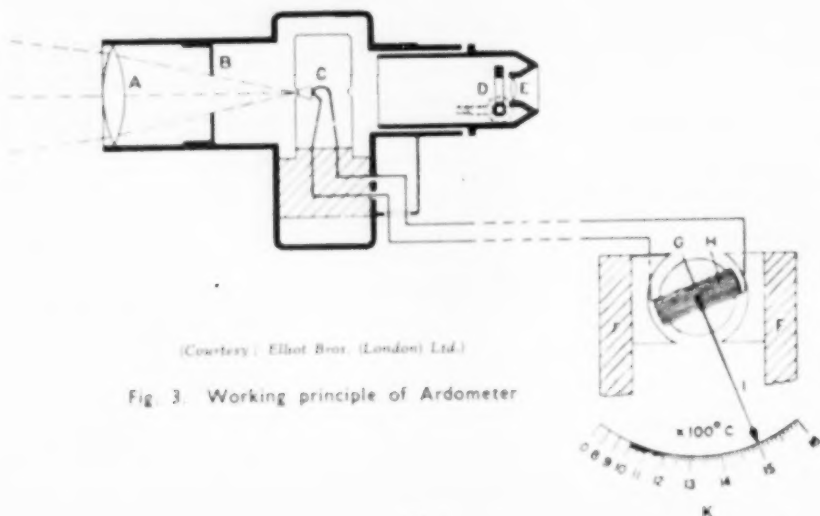 A
B
C
D
E
G H
F F
I
(Courtesy: Elliot Bros. (London) Ltd.)
Fig. 3. Working principle of Ardometer
×100°C
0 8 9 10 11 12 13 14 15
K